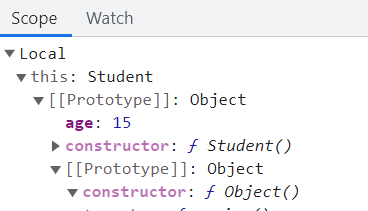 Scope Watch
Local
this: Student
[[Prototype]]: Object
age: 15
constructor: ƒ Student()
[[Prototype]]: Object
constructor: ƒ Object()